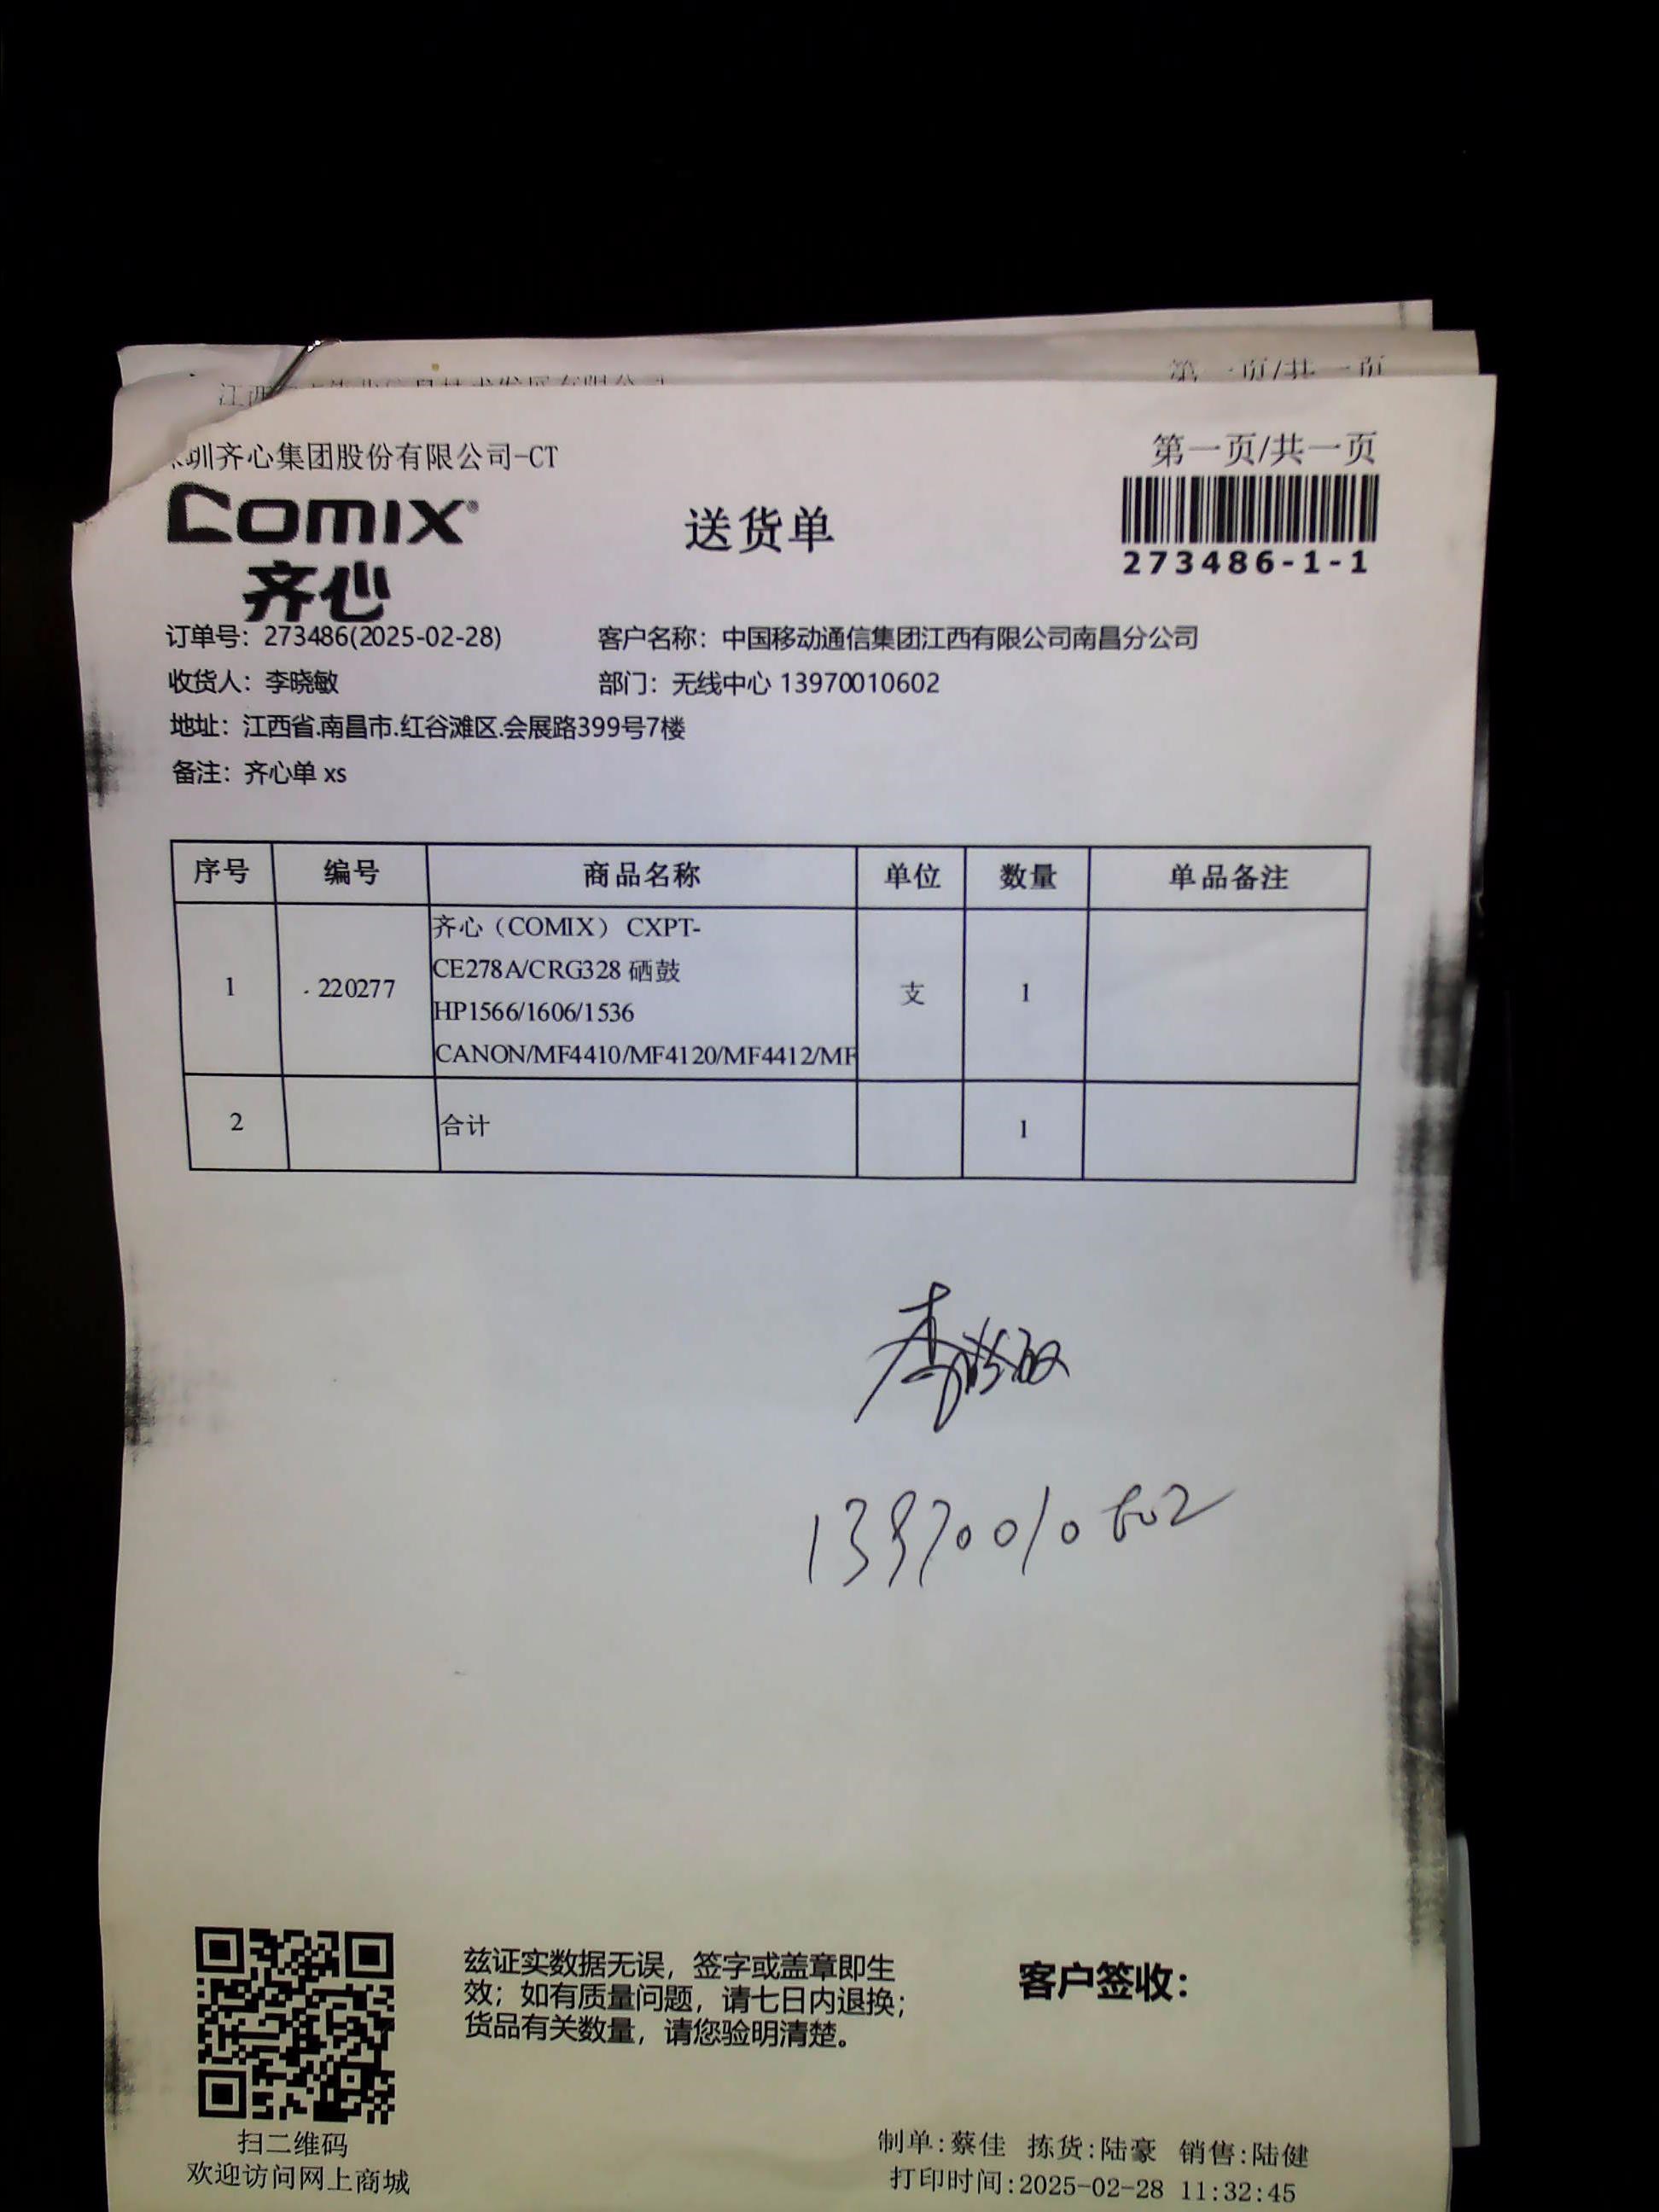 江西
第一页/共一页
圳齐心集团股份有限公司-CT
第一页/共一页
COMIX®
齐心
送货单
273486-1-1
订单号：273486(2025-02-28) 客户名称：中国移动通信集团江西有限公司南昌分公司
收货人：李晓敏 部门：无线中心 13970010602
地址：江西省.南昌市.红谷滩区.会展路399号7楼
备注：齐心单 xs
序号 编号 商品名称 单位 数量 单品备注
1 220277 齐心（COMIX） CXPT-
CE278A/CRG328 硒鼓
HP1566/1606/1536
CANON/MF4410/MF4120/MF4412/MF
支 1
2 合计 1
李晓敏
13970010602
兹证实数据无误，签字或盖章即生
效；如有质量问题，请七日内退换；
货品有关数量，请您验明清楚。
客户签收：
扫二维码
欢迎访问网上商城
制单:蔡佳 拣货:陆豪 销售:陆健
打印时间:2025-02-28 11:32:45